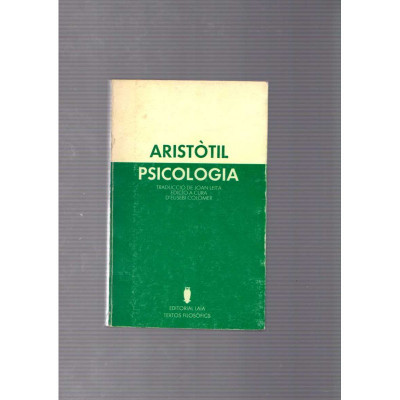 ARISTÒTIL
PSICOLOGIA
TRADUCCIÓ DE JOAN LEITA
EDICIÓ A CURA
D'EUSEBI COLOMER
EDITORIAL LAIA
TEXTOS FILOSÒFICS